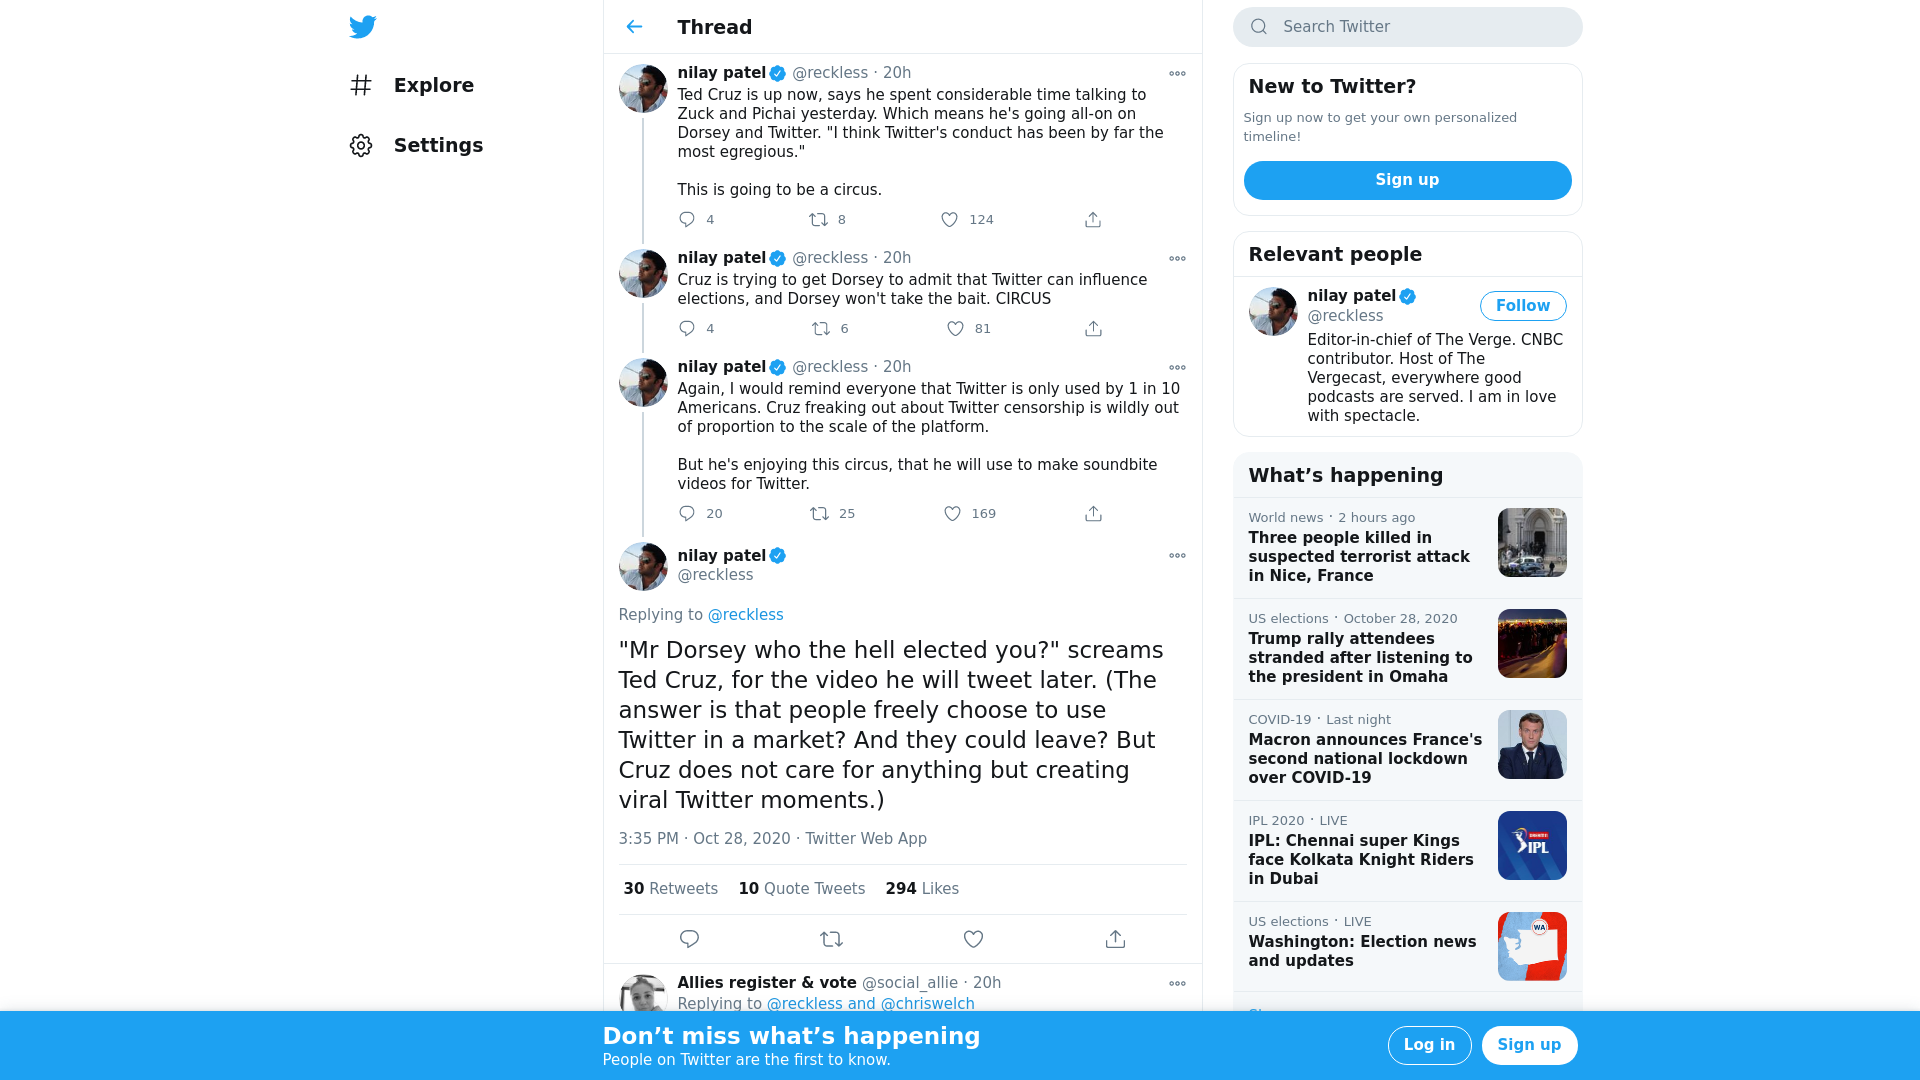 Explore
Settings
Thread
nilay patel @reckless · 20h
Ted Cruz is up now, says he spent considerable time talking to
Zuck and Pichai yesterday. Which means he's going all-on on
Dorsey and Twitter. "I think Twitter's conduct has been by far the
most egregious."
This is going to be a circus.
4 8 124
nilay patel @reckless · 20h
Cruz is trying to get Dorsey to admit that Twitter can influence
elections, and Dorsey won't take the bait. CIRCUS
4 6 81
nilay patel @reckless · 20h
Again, I would remind everyone that Twitter is only used by 1 in 10
Americans. Cruz freaking out about Twitter censorship is wildly out
of proportion to the scale of the platform.
But he's enjoying this circus, that he will use to make soundbite
videos for Twitter.
20 25 169
nilay patel
@reckless
Replying to @reckless
"Mr Dorsey who the hell elected you?" screams
Ted Cruz, for the video he will tweet later. (The
answer is that people freely choose to use
Twitter in a market? And they could leave? But
Cruz does not care for anything but creating
viral Twitter moments.)
3:35 PM · Oct 28, 2020 · Twitter Web App
30 Retweets 10 Quote Tweets 294 Likes
Allies register & vote @social_allie · 20h
Replying to @reckless and @chriswelch
Search Twitter
New to Twitter?
Sign up now to get your own personalized
timeline!
Sign up
Relevant people
nilay patel
@reckless
Follow
Editor-in-chief of The Verge. CNBC
contributor. Host of The
Vergecast, everywhere good
podcasts are served. I am in love
with spectacle.
What's happening
World news · 2 hours ago
Three people killed in
suspected terrorist attack
in Nice, France
US elections · October 28, 2020
Trump rally attendees
stranded after listening to
the president in Omaha
COVID-19 · Last night
Macron announces France's
second national lockdown
over COVID-19
IPL 2020 · LIVE
IPL: Chennai super Kings
face Kolkata Knight Riders
in Dubai
IPL
US elections · LIVE
Washington: Election news
and updates
WA
Don't miss what's happening
People on Twitter are the first to know.
Log in
Sign up